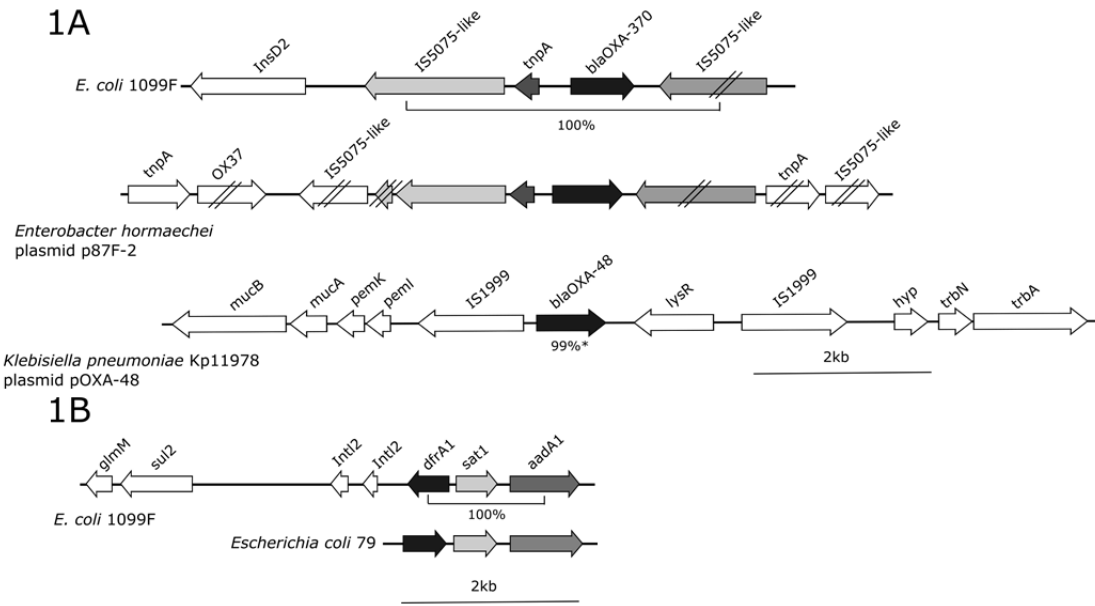 1A
InsD2 IS5075-like tnpA blaOXA-370 IS5075-like
E. coli 1099F
100%
tnpA OX37 IS5075-like tnpA IS5075-like
Enterobacter hormaechei
plasmid p87F-2
mucB mucA pemK pemI IS1999 blaOXA-48 lysR IS1999 hyp trbN trbA
99%*
2kb
Klebisiella pneumoniae Kp11978
plasmid pOXA-48
1B
glmM sul2 IntI2 IntI2 dfrA1 sat1 aadA1
100%
E. coli 1099F
Escherichia coli 79
2kb